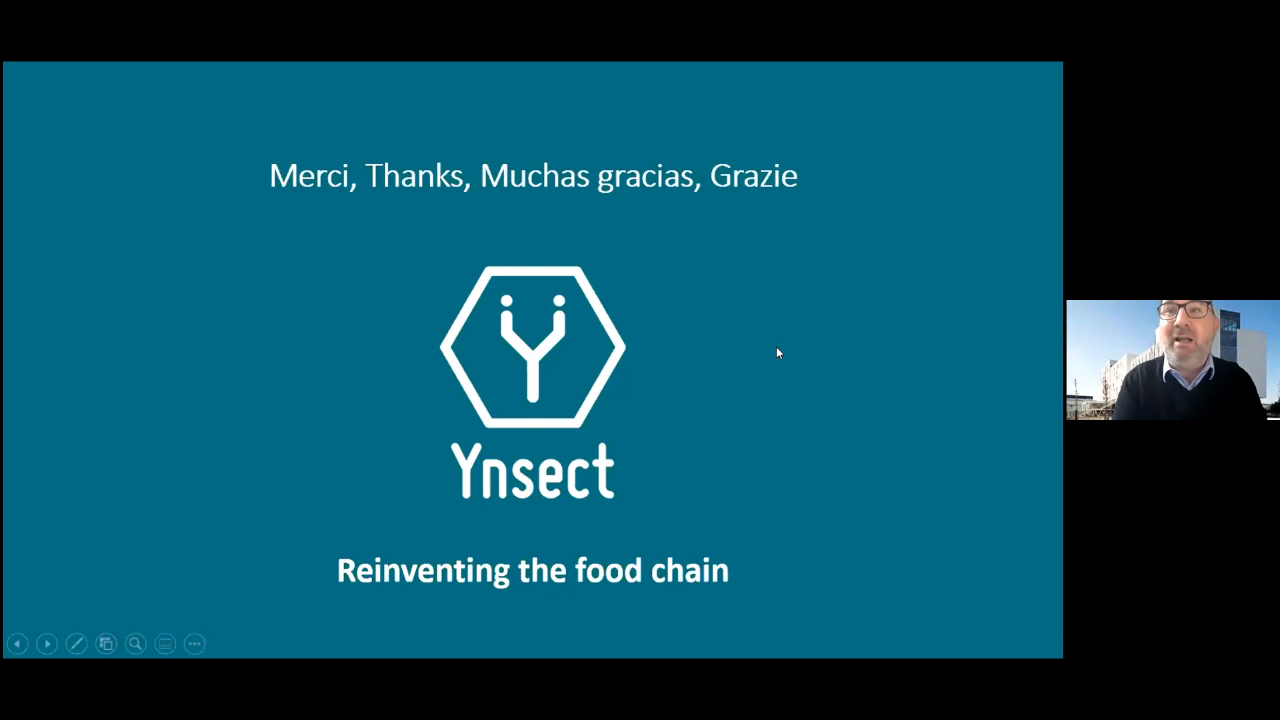 Merci, Thanks, Muchas gracias, Grazie
Ynsect
Reinventing the food chain